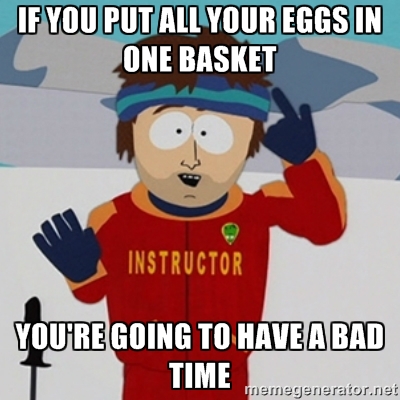 IF YOU PUT ALL YOUR EGGS IN
ONE BASKET
INSTRUCTOR
YOU'RE GOING TO HAVE A BAD
TIME
memegenerator.net